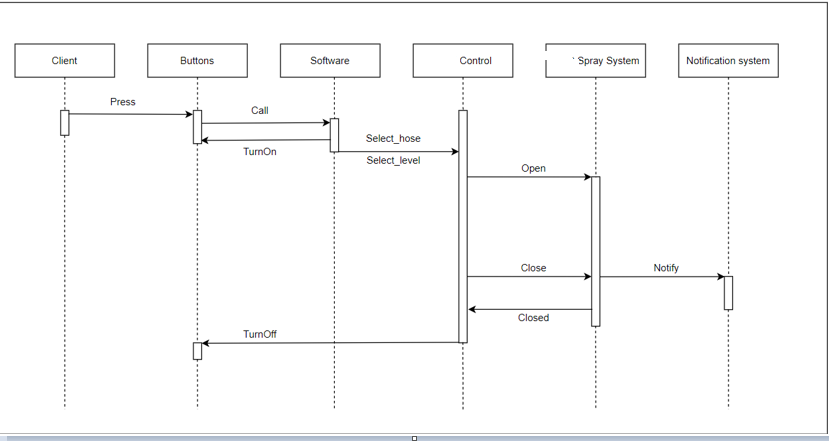 Client
Buttons
Software
Control
Spray System
Notification system
Press
Call
TurnOn
Select_hose
Select_level
Open
Close
Notify
Closed
TurnOff